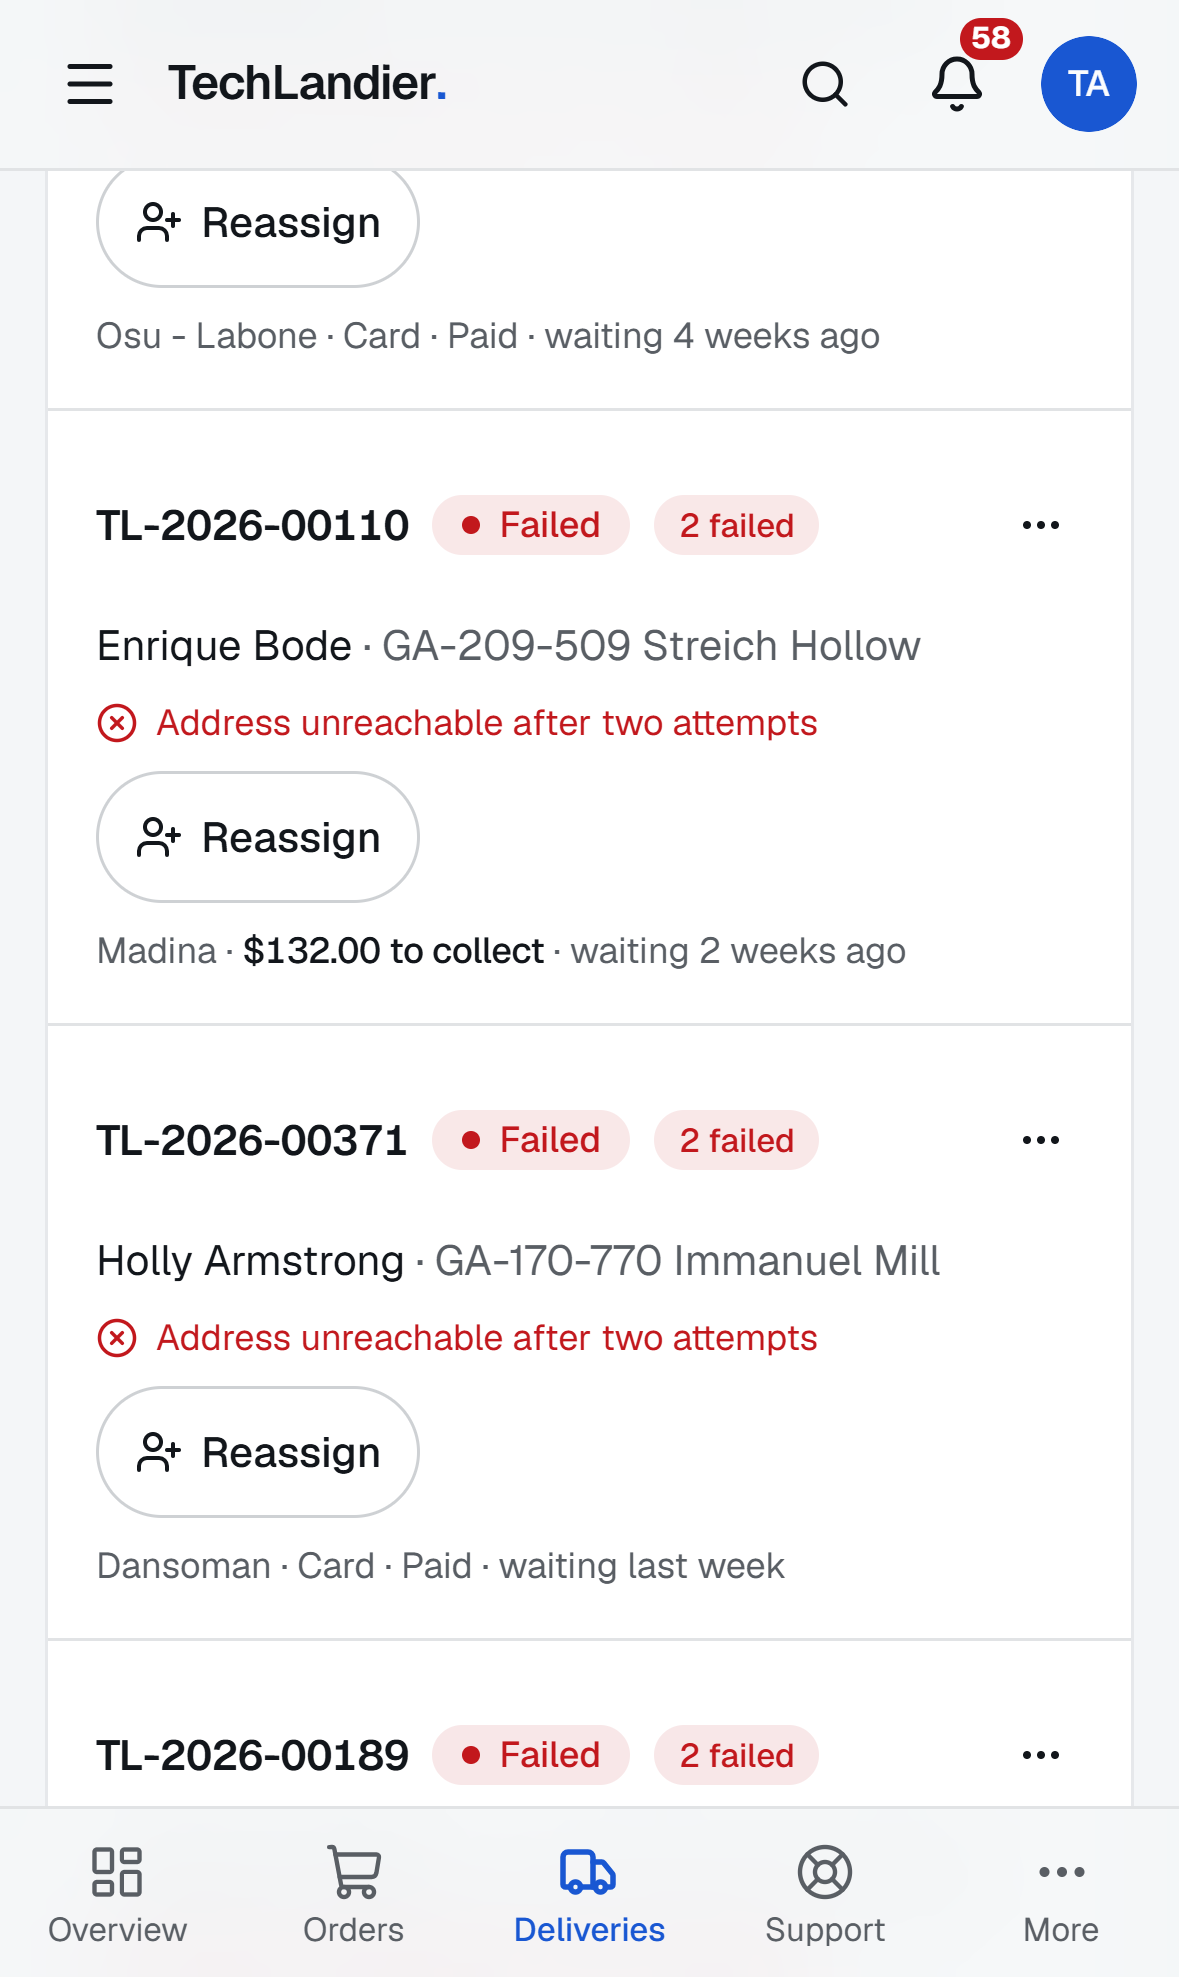 TechLandier.
58
TA
Reassign
Osu - Labone · Card · Paid · waiting 4 weeks ago
TL-2026-00110 Failed 2 failed
Enrique Bode · GA-209-509 Streich Hollow
Address unreachable after two attempts
Reassign
Madina · $132.00 to collect · waiting 2 weeks ago
TL-2026-00371 Failed 2 failed
Holly Armstrong · GA-170-770 Immanuel Mill
Address unreachable after two attempts
Reassign
Dansoman · Card · Paid · waiting last week
TL-2026-00189 Failed 2 failed
Overview Orders Deliveries Support More